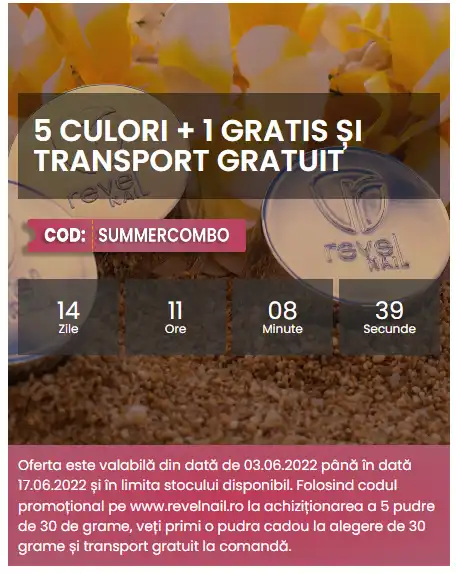 5 CULORI + 1 GRATIS ȘI
TRANSPORT GRATUIT
revel
NAIL
revel
NAIL
COD: SUMMERCOMBO
14
Zile
11
Ore
08
Minute
39
Secunde
Oferta este valabilă din dată de 03.06.2022 până în dată
17.06.2022 și în limita stocului disponibil. Folosind codul
promoțional pe www.revelnail.ro la achiziționarea a 5 pudre
de 30 de grame, veți primi o pudra cadou la alegere de 30
grame și transport gratuit la comandă.